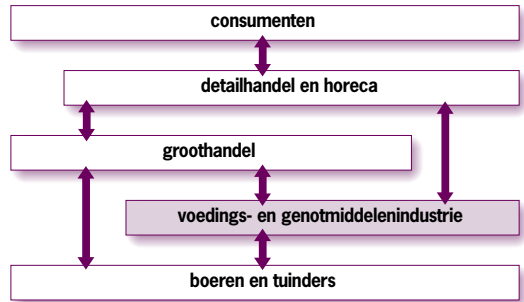 consumenten
detailhandel en horeca
groothandel
voedings- en genotmiddelenindustrie
boeren en tuinders